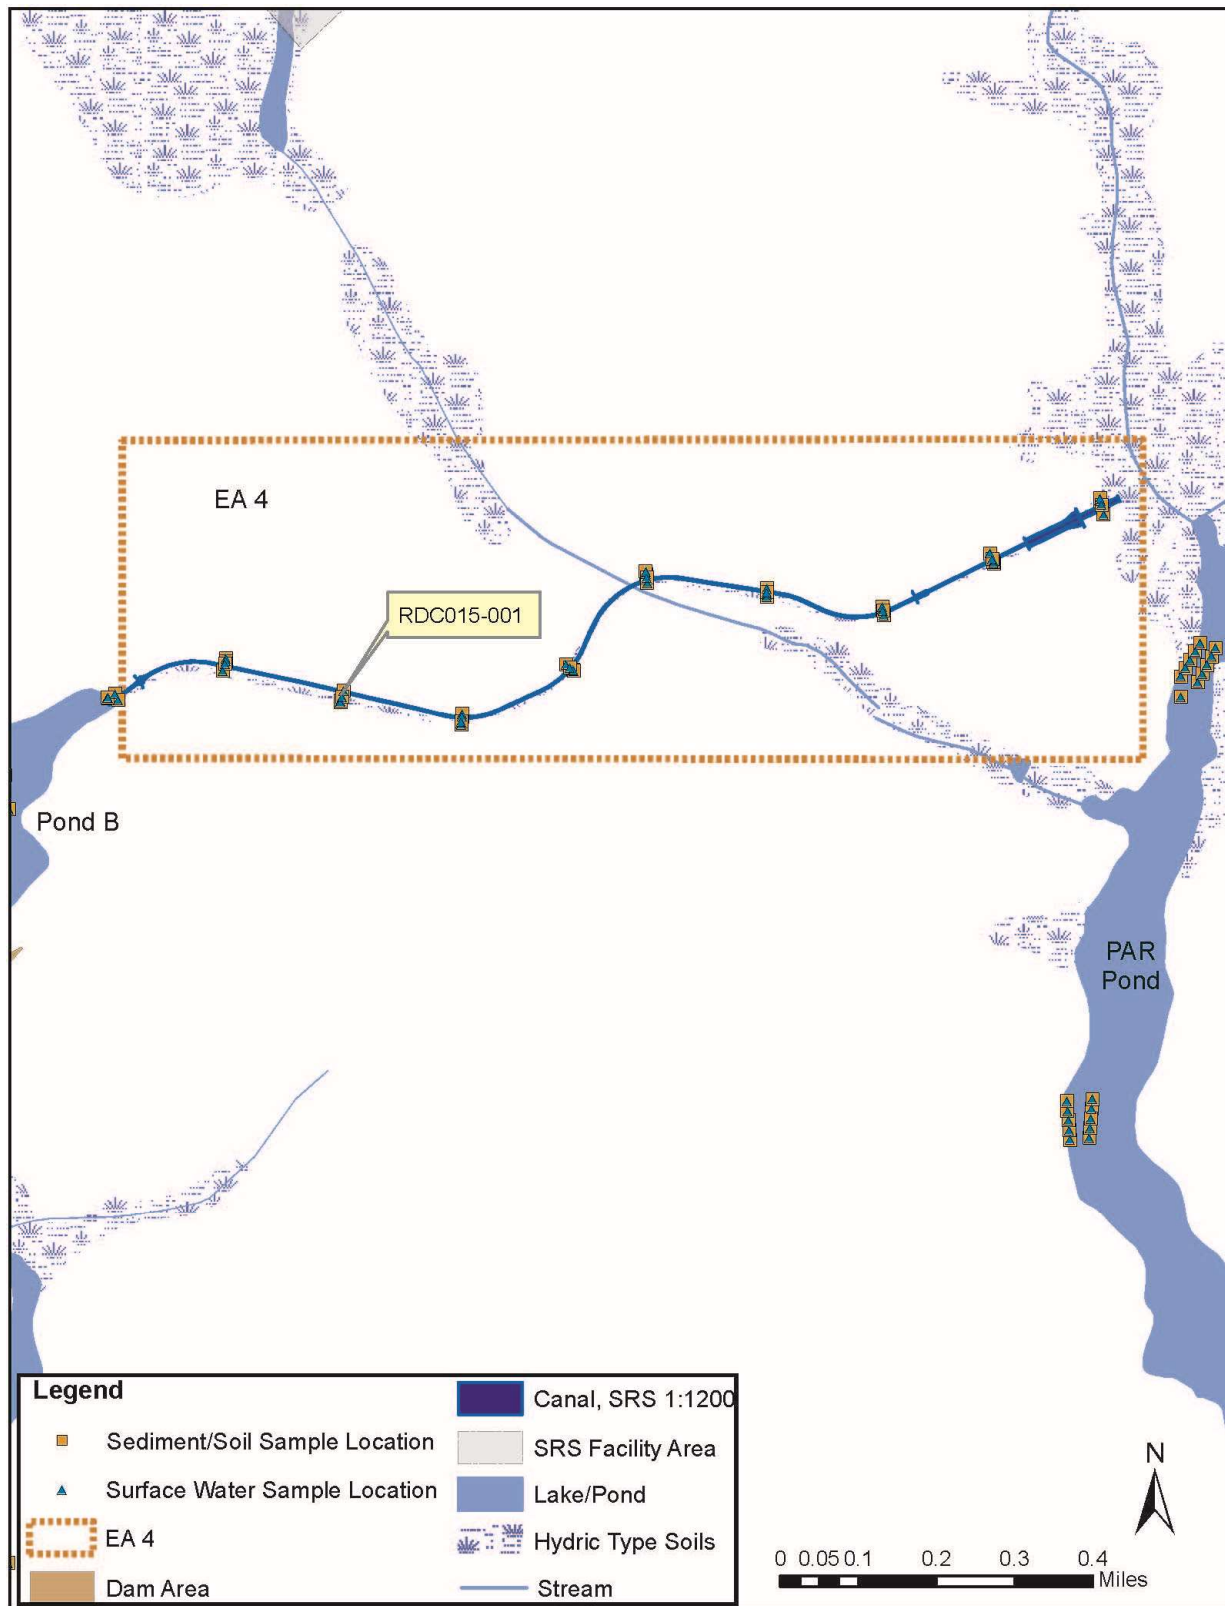 EA 4
RDC015-001
Pond B
PAR
Pond
Legend
Sediment/Soil Sample Location
Surface Water Sample Location
EA 4
Dam Area
Canal, SRS 1:1200
SRS Facility Area
Lake/Pond
Hydric Type Soils
Stream
N
0 0.05 0.1 0.2 0.3 0.4
Miles